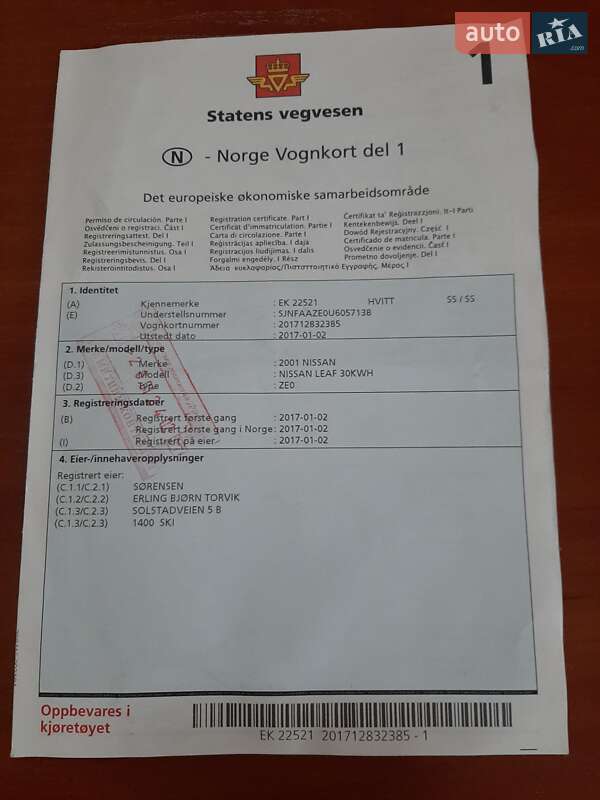 auto RIA .com
1
Statens vegvesen
N - Norge Vognkort del 1
Det europeiske økonomiske samarbeidsområde
Permiso de circulación. Parte I
Osvědčení o registraci. Část I
Registreringsattest. Del I
Zulassungsbescheinigung. Teil I
Registreerimistunnistus. Osa I
Registreringsbevis. Del I
Rekisteröintitodistus. Osa I
Registration certificate. Part I
Certificat d'immatriculation. Partie I
Carta di circolazione. Parte I
Reģistrācijas apliecība. I daļa
Registracijos liudijimas. I dalis
Forgalmi engedély. I Rész
Άδεια κυκλοφορίας/Πιστοποιητικό Εγγραφής, Μέρος I
Certifikat ta' Reġistrazzjoni. It-I Parti
Kentekenbewijs. Deel I
Dowód Rejestracyjny. Część I
Certificado de matrícula. Parte I
Osvedčenie o evidencii. Časť I
Prometno dovoljenje. Del I
1. Identitet
(A) Kjennemerke : EK 22521 HVITT SS / SS
(E) Understellsnummer : SJNFAAZE0U6057138
Vognkortnummer : 201712832385
Utstedt dato : 2017-01-02
2. Merke/modell/type
(D.1) Merke : 2001 NISSAN
(D.3) Modell : NISSAN LEAF 30KWH
(D.2) Type : ZE0
3. Registreringsdatoer
(B) Registrert første gang : 2017-01-02
Registrert første gang i Norge: 2017-01-02
(I) Registrert på eier : 2017-01-02
4. Eier-/innehaveropplysninger
Registrert eier:
(C.1.1/C.2.1) SØRENSEN
(C.1.2/C.2.2) ERLING BJØRN TORVIK
(C.1.3/C.2.3) SOLSTADVEIEN 5 B
(C.1.3/C.2.3) 1400 SKI
Oppbevares i
kjøretøyet
EK 22521 201712832385 - 1